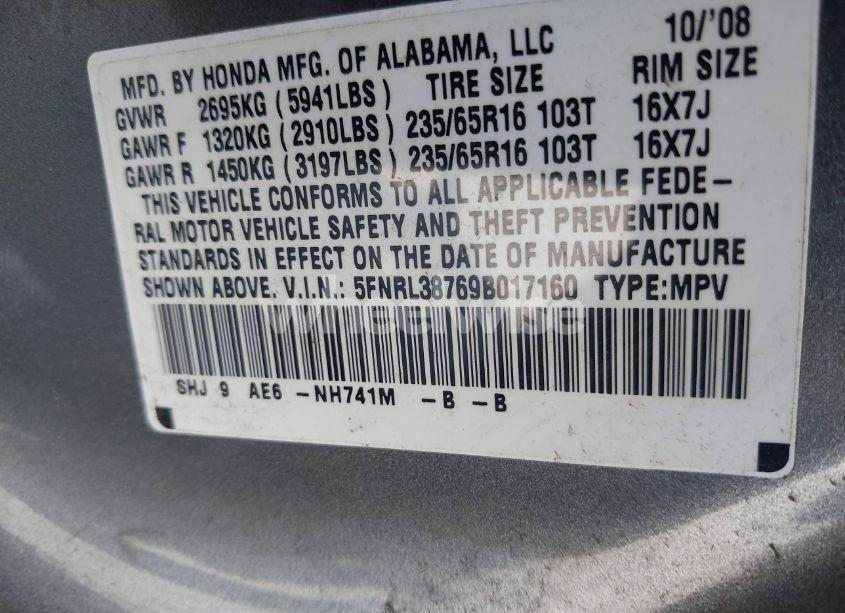 MFD. BY HONDA MFG. OF ALABAMA, LLC 10/'08
GVWR 2695KG (5941LBS) TIRE SIZE RIM SIZE
GAWR F 1320KG (2910LBS) 235/65R16 103T 16X7J
GAWR R 1450KG (3197LBS) 235/65R16 103T 16X7J
THIS VEHICLE CONFORMS TO ALL APPLICABLE FEDE-
RAL MOTOR VEHICLE SAFETY AND THEFT PREVENTION
STANDARDS IN EFFECT ON THE DATE OF MANUFACTURE
SHOWN ABOVE. V.I.N.: 5FNRL38769B017160 TYPE:MPV
WheelWise
SHJ 9 AE6 -NH741M -B -B